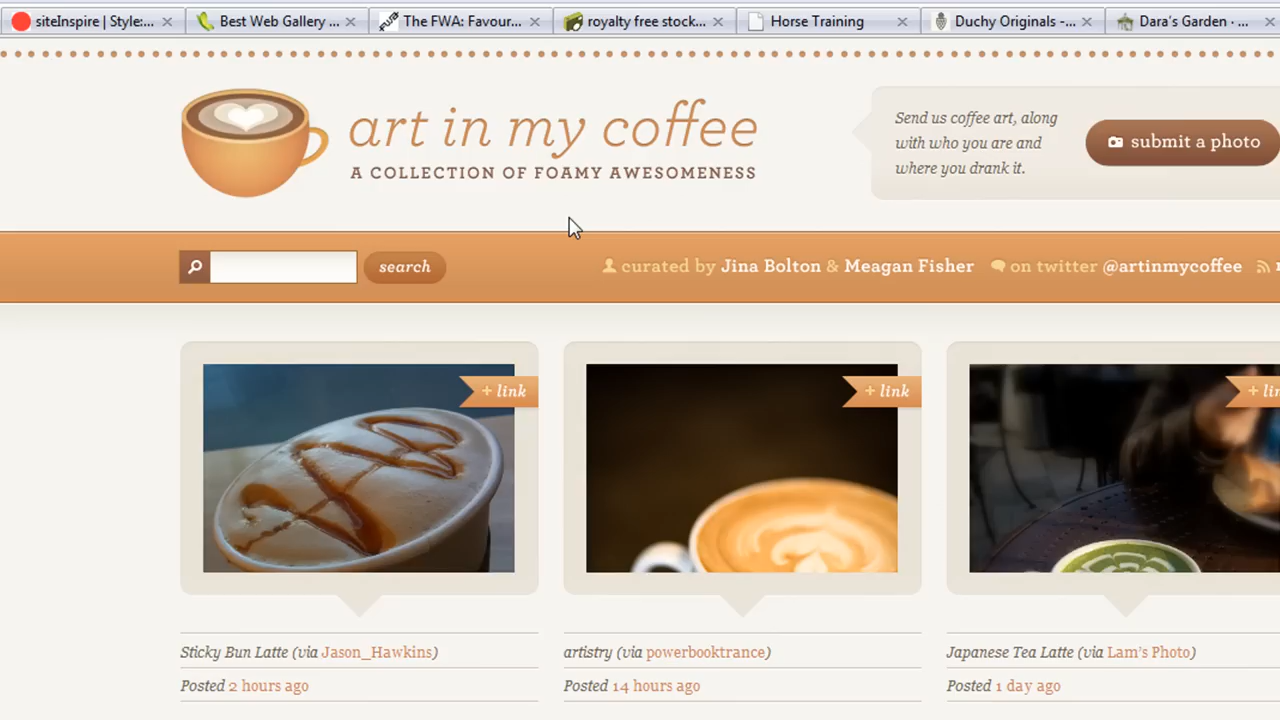 siteInspire | Style:...
Best Web Gallery ...
The FWA: Favour...
royalty free stock...
Horse Training
Duchy Originals -...
Dara's Garden · ...
art in my coffee
A COLLECTION OF FOAMY AWESOMENESS
Send us coffee art, along
with who you are and
where you drank it.
submit a photo
search
curated by Jina Bolton & Meagan Fisher
on twitter @artinmycoffee
+ link
+ link
Sticky Bun Latte (via Jason_Hawkins)
Posted 2 hours ago
artistry (via powerbooktrance)
Posted 14 hours ago
Japanese Tea Latte (via Lam's Photo)
Posted 1 day ago